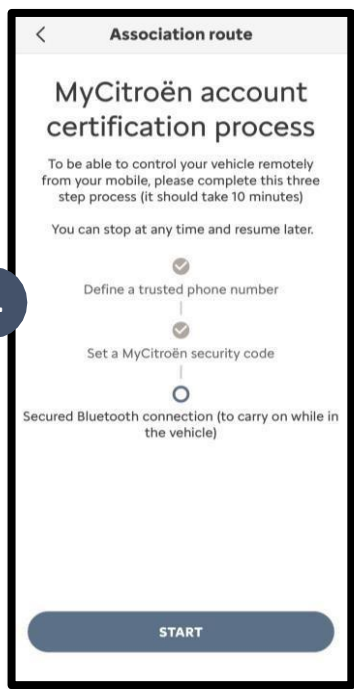 Association route
MyCitroën account
certification process
To be able to control your vehicle remotely
from your mobile, please complete this three
step process (it should take 10 minutes)
You can stop at any time and resume later.
Define a trusted phone number
Set a MyCitroën security code
Secured Bluetooth connection (to carry on while in
the vehicle)
START